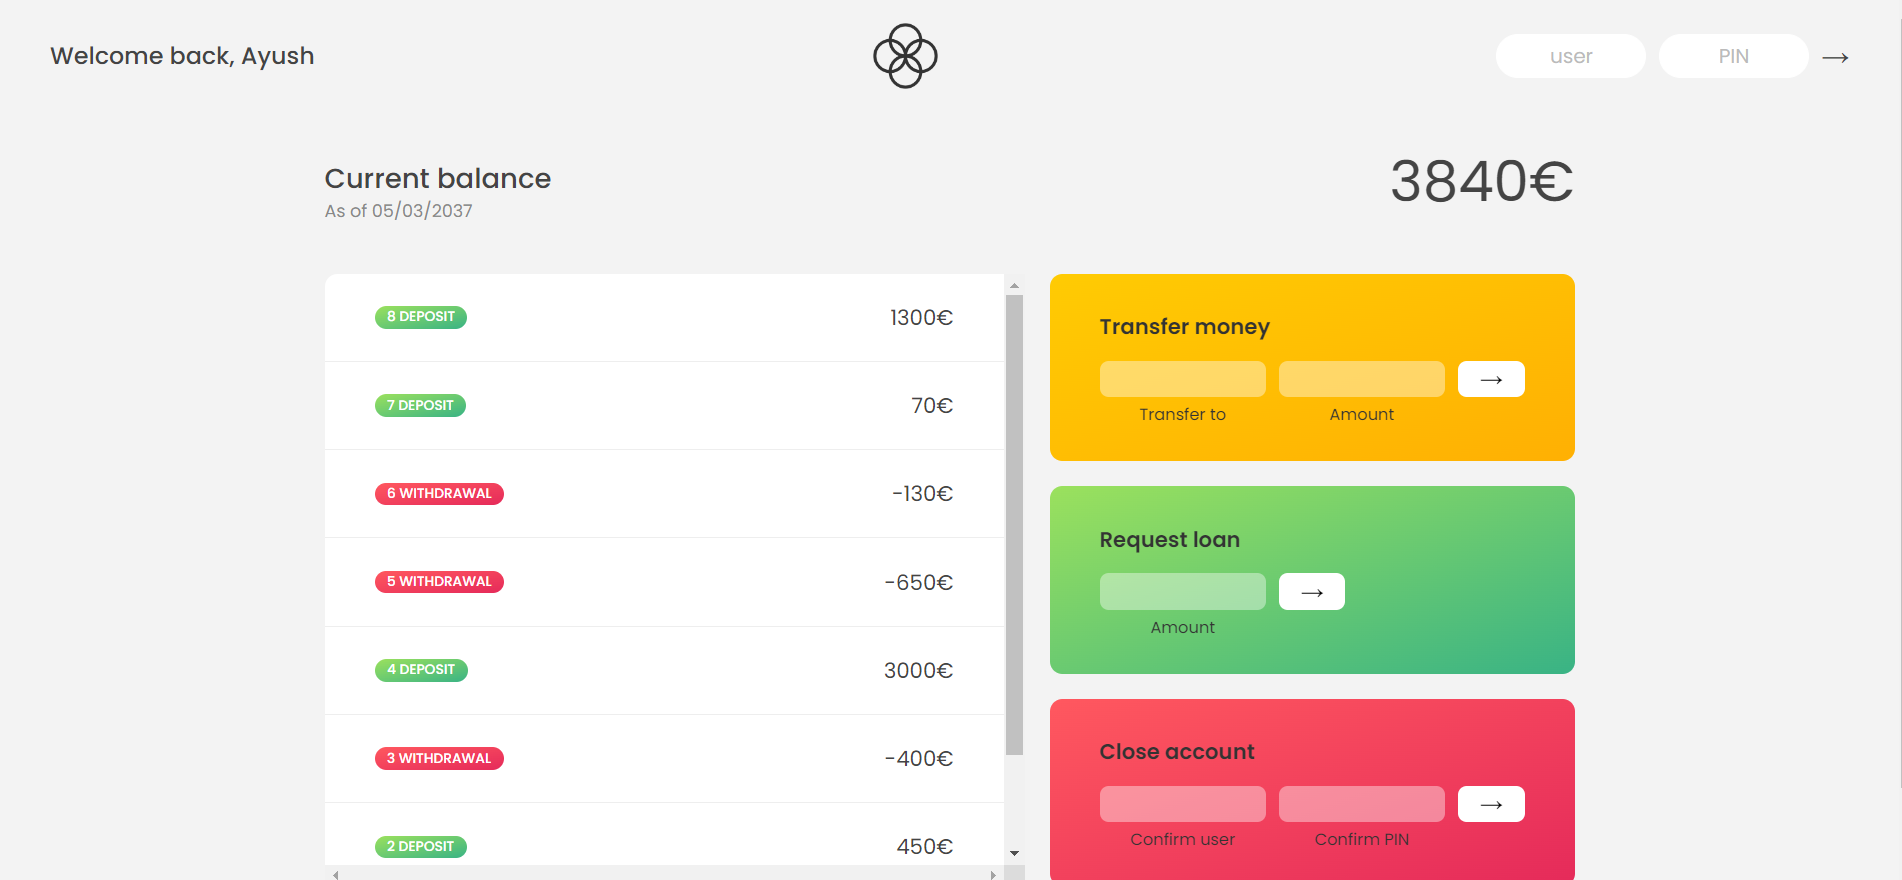 Welcome back, Ayush
user
PIN
→
Current balance
As of 05/03/2037
3840€
8 DEPOSIT
1300€
7 DEPOSIT
70€
6 WITHDRAWAL
-130€
5 WITHDRAWAL
-650€
4 DEPOSIT
3000€
3 WITHDRAWAL
-400€
2 DEPOSIT
450€
Transfer money
→
Transfer to
Amount
Request loan
→
Amount
Close account
→
Confirm user
Confirm PIN